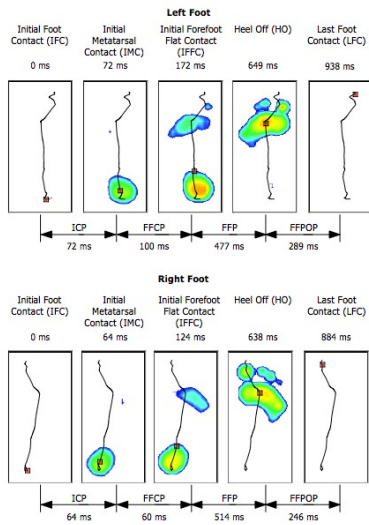 Left Foot
Initial Foot Contact (IFC)
Initial Metatarsal Contact (IMC)
Initial Forefoot Flat Contact (IFFC)
Heel Off (HO)
Last Foot Contact (LFC)
0 ms
72 ms
172 ms
649 ms
938 ms
ICP
FFCP
FFP
FFPOP
72 ms
100 ms
477 ms
289 ms
Right Foot
Initial Foot Contact (IFC)
Initial Metatarsal Contact (IMC)
Initial Forefoot Flat Contact (IFFC)
Heel Off (HO)
Last Foot Contact (LFC)
0 ms
64 ms
124 ms
638 ms
884 ms
ICP
FFCP
FFP
FFPOP
64 ms
60 ms
514 ms
246 ms